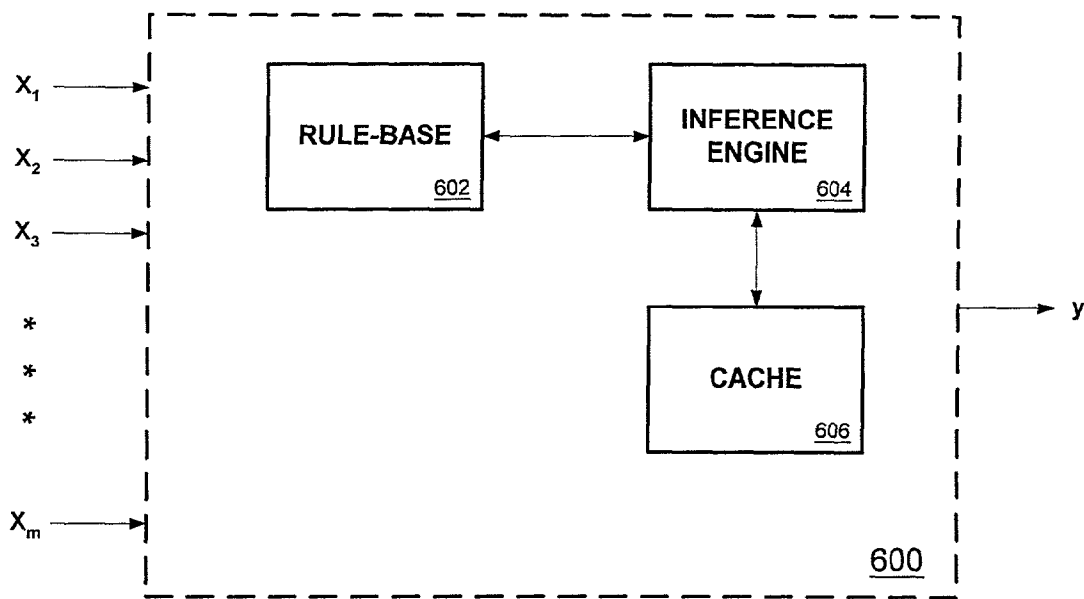 X1
RULE-BASE
602
INFERENCE
ENGINE
604
X2
X3
*
*
*
y
CACHE
606
Xm
600